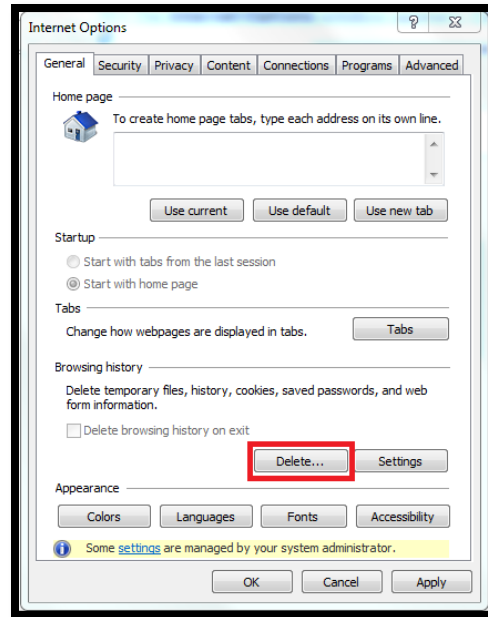 Internet Options
General Security Privacy Content Connections Programs Advanced
Home page
To create home page tabs, type each address on its own line.
Use current Use default Use new tab
Startup
Start with tabs from the last session
Start with home page
Tabs
Change how webpages are displayed in tabs. Tabs
Browsing history
Delete temporary files, history, cookies, saved passwords, and web
form information.
Delete browsing history on exit
Delete... Settings
Appearance
Colors Languages Fonts Accessibility
Some settings are managed by your system administrator.
OK Cancel Apply